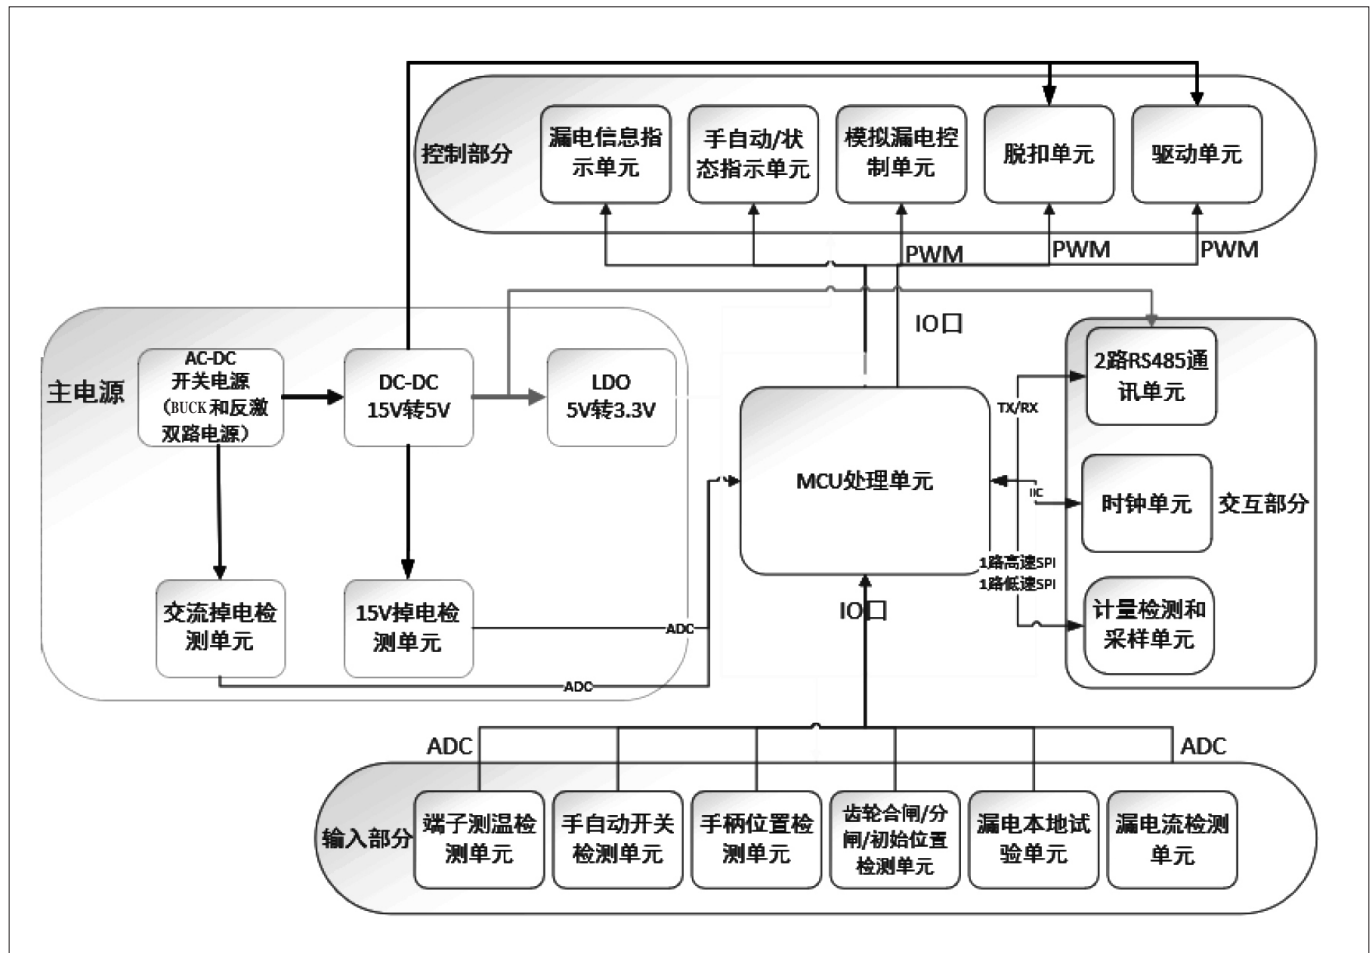 控制部分
漏电信息指
示单元
手自动/状
态指示单元
模拟漏电控
制单元
脱扣单元
驱动单元
PWM
PWM
PWM
IO口
主电源
AC-DC
开关电源
（BUCK和反激
双路电源）
DC-DC
15V转5V
LDO
5V转3.3V
交流掉电检
测单元
15V掉电检
测单元
ADC
ADC
MCU处理单元
TX/RX
IIC
1路高速SPI
1路低速SPI
2路RS485通
讯单元
时钟单元
交互部分
计量检测和
采样单元
IO口
ADC
ADC
输入部分
端子测温检
测单元
手自动开关
检测单元
手柄位置检
测单元
齿轮合闸/分
闸/初始位置
检测单元
漏电本地试
验单元
漏电流检测
单元